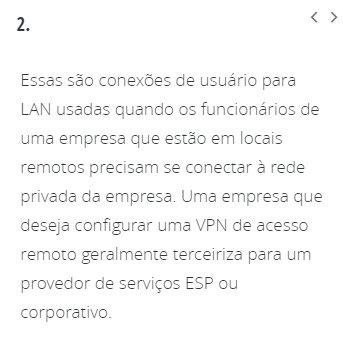 2.
Essas são conexões de usuário para
LAN usadas quando os funcionários de
uma empresa que estão em locais
remotos precisam se conectar à rede
privada da empresa. Uma empresa que
deseja configurar uma VPN de acesso
remoto geralmente terceiriza para um
provedor de serviços ESP ou
corporativo.